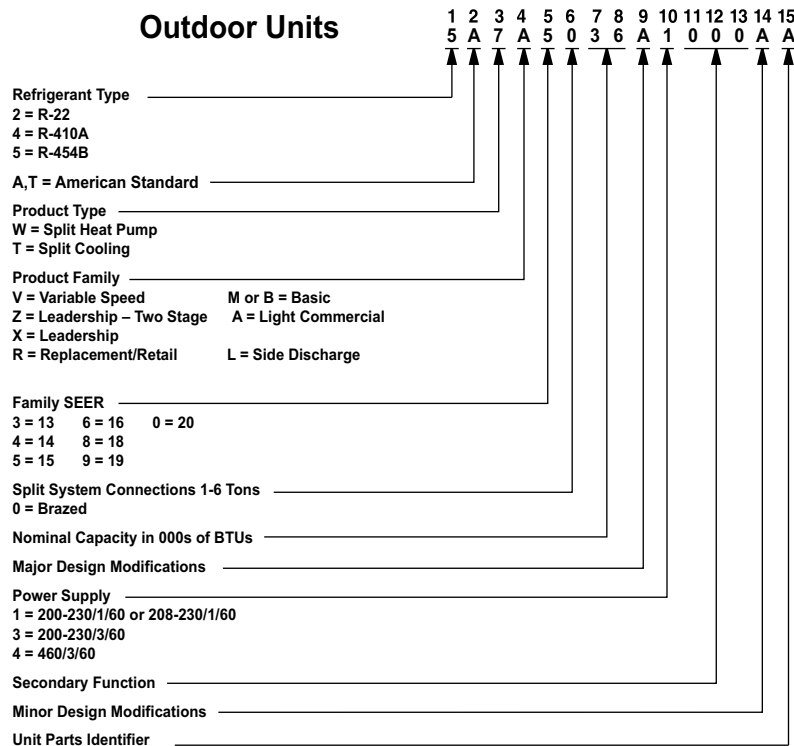 Outdoor Units
1 2 3 4 5 6 7 8 9 10 11 12 13 14 15
5 A 7 A 5 0 3 6 A 1 0 0 0 A A
Refrigerant Type
2 = R-22
4 = R-410A
5 = R-454B
A,T = American Standard
Product Type
W = Split Heat Pump
T = Split Cooling
Product Family
V = Variable Speed M or B = Basic
Z = Leadership – Two Stage A = Light Commercial
X = Leadership
R = Replacement/Retail L = Side Discharge
Family SEER
3 = 13 6 = 16 0 = 20
4 = 14 8 = 18
5 = 15 9 = 19
Split System Connections 1-6 Tons
0 = Brazed
Nominal Capacity in 000s of BTUs
Major Design Modifications
Power Supply
1 = 200-230/1/60 or 208-230/1/60
3 = 200-230/3/60
4 = 460/3/60
Secondary Function
Minor Design Modifications
Unit Parts Identifier